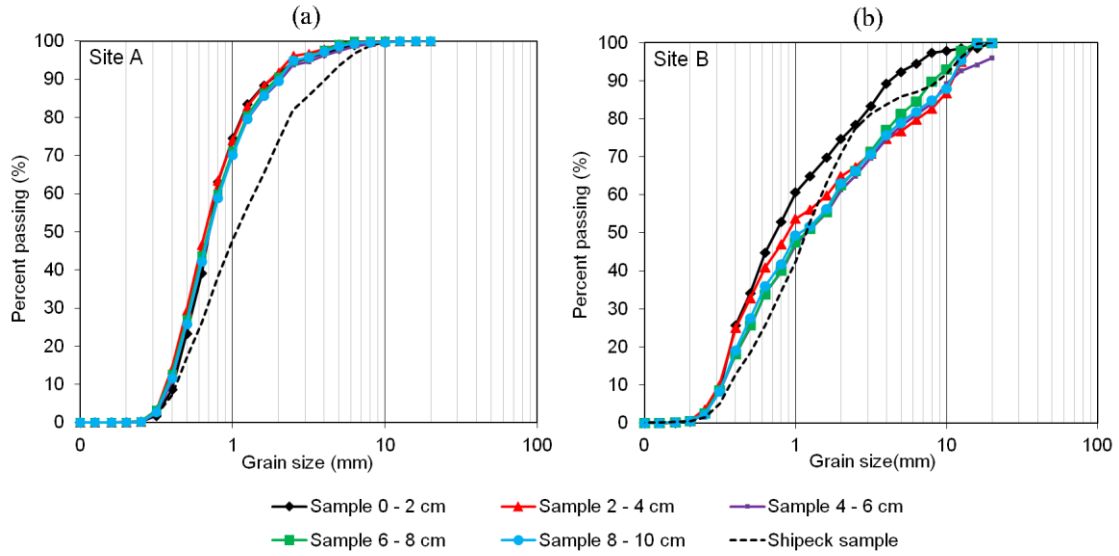 (a)
(b)
Site A
Site B
100
90
80
70
60
50
40
30
20
10
0
0
1
10
100
Percent passing (%)
Grain size (mm)
100
90
80
70
60
50
40
30
20
10
0
0
1
10
100
Percent passing (%)
Grain size(mm)
Sample 0 - 2 cm
Sample 2 - 4 cm
Sample 4 - 6 cm
Sample 6 - 8 cm
Sample 8 - 10 cm
Shipeck sample